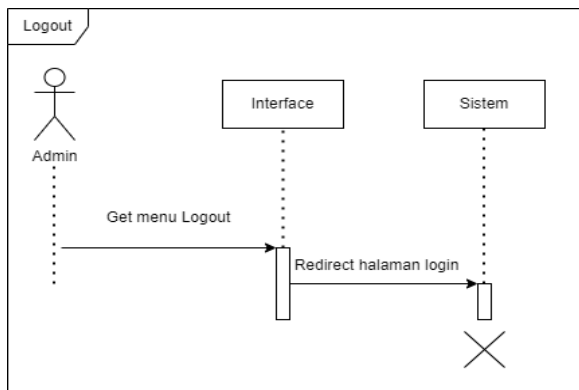 Logout
Interface
Sistem
Admin
Get menu Logout
Redirect halaman login